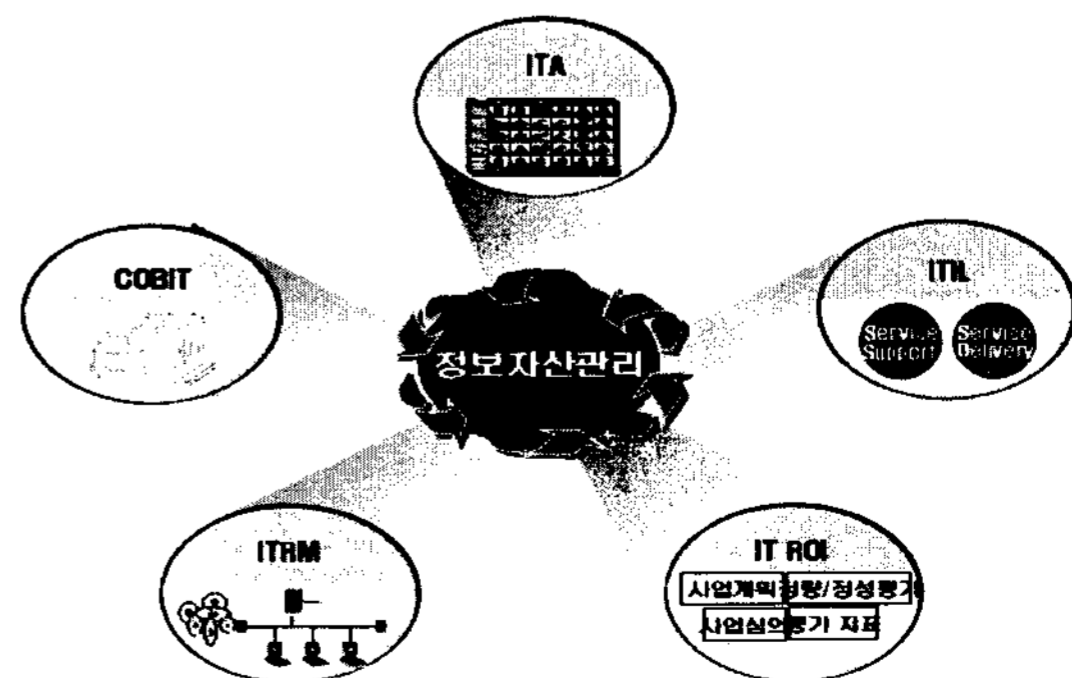 ITA
COBIT
ITIL
Service Support
Service Delivery
정보자산관리
ITRM
IT ROI
사업계획 정량/정성평가
사업심의 평가 지표